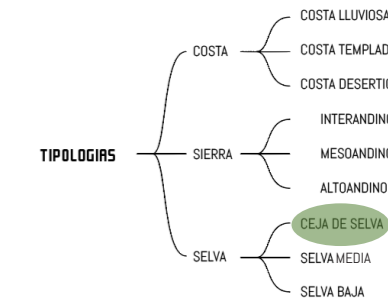 COSTA LLUVIOSA
COSTA
COSTA TEMPLAD
COSTA DESERTIC
INTERANDINO
TIPOLOGIAS
SIERRA
MESOANDINO
ALTOANDINO
CEJA DE SELVA
SELVA
SELVA MEDIA
SELVA BAJA